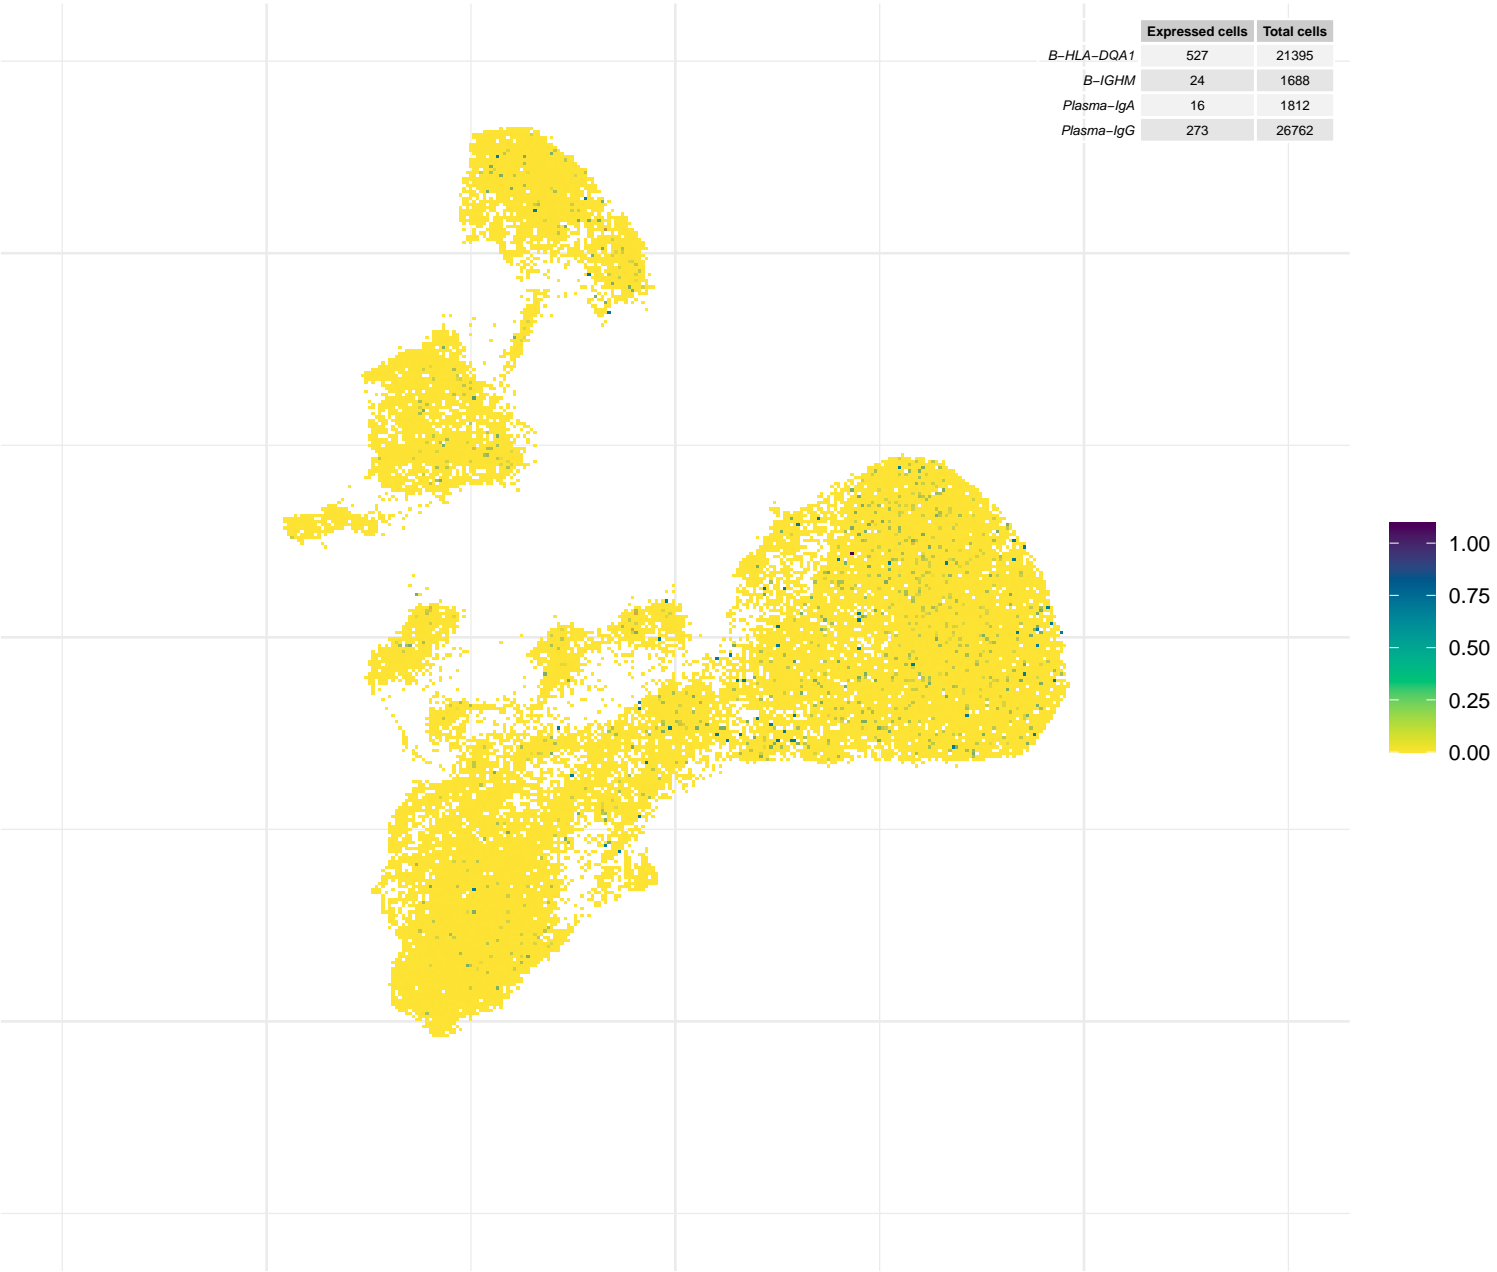 Expressed cells Total cells
B−HLA−DQA1 527 21395
B−IGHM 24 1688
Plasma−IgA 16 1812
Plasma−IgG 273 26762
1.00
0.75
0.50
0.25
0.00